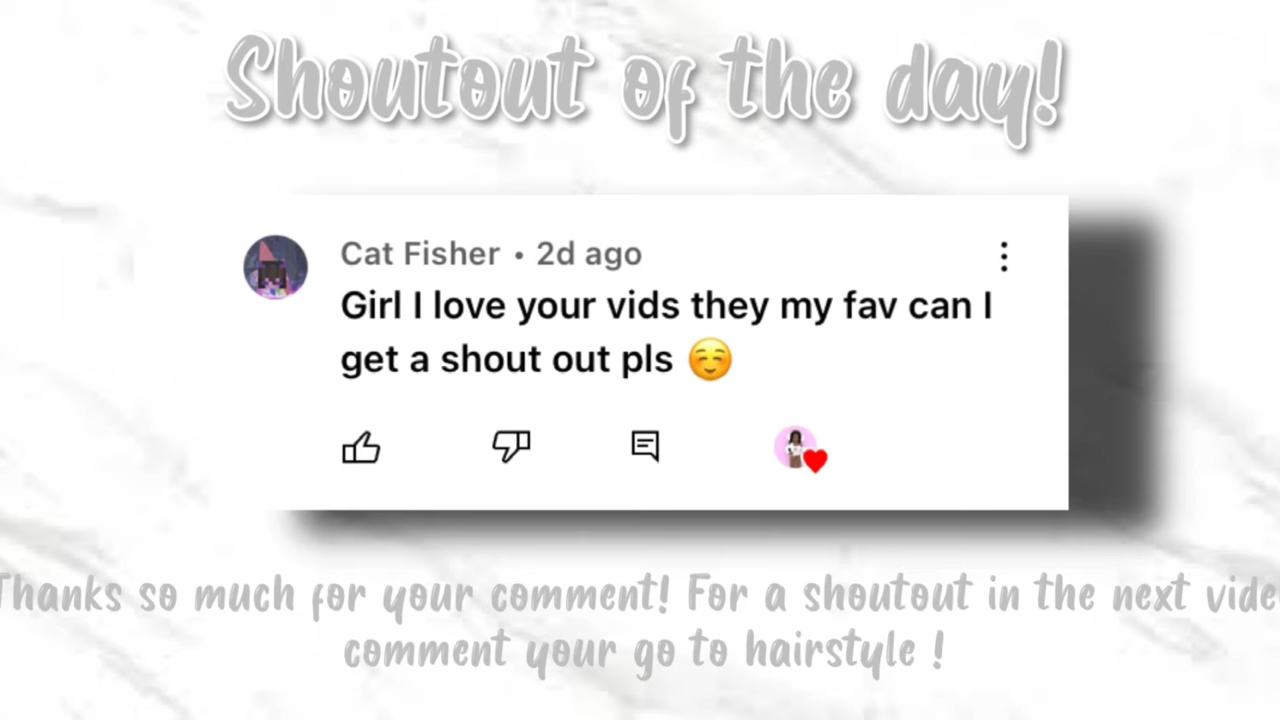 Shoutout of the day!
Cat Fisher • 2d ago
Girl I love your vids they my fav can I
get a shout out pls ☺️
Thanks so much for your comment! For a shoutout in the next video
comment your go to hairstyle !